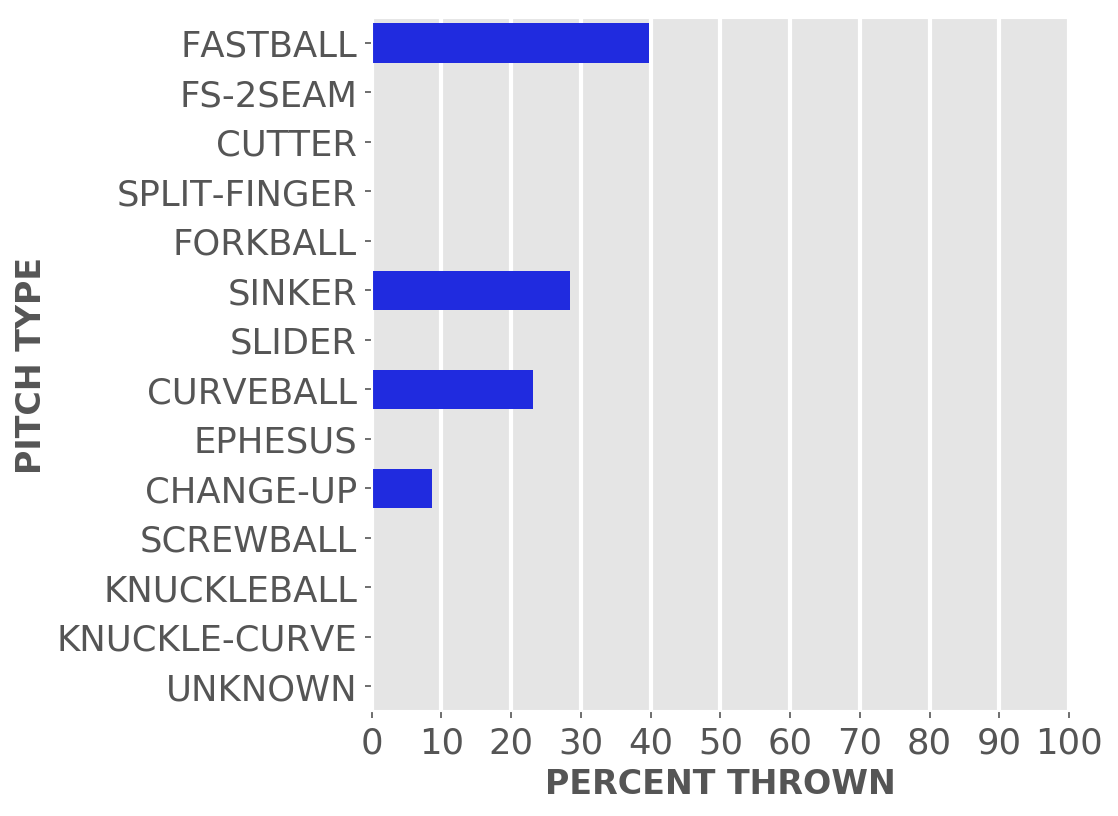 FASTBALL
FS-2SEAM
CUTTER
SPLIT-FINGER
FORKBALL
SINKER
SLIDER
CURVEBALL
EPHESUS
CHANGE-UP
SCREWBALL
KNUCKLEBALL
KNUCKLE-CURVE
UNKNOWN
PITCH TYPE
0 10 20 30 40 50 60 70 80 90 100
PERCENT THROWN